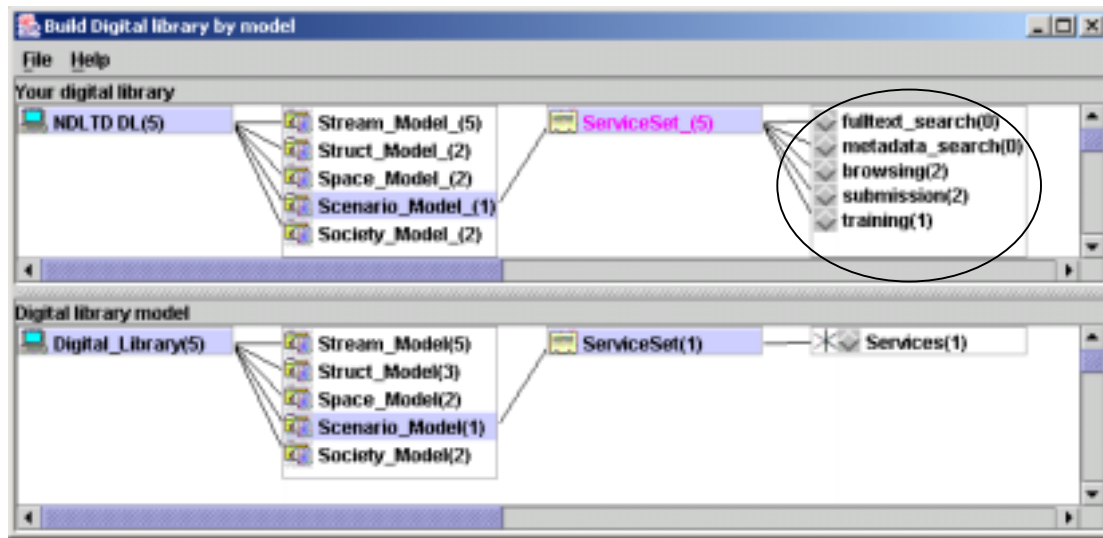 Build Digital library by model
File Help
Your digital library
NDLTD DL(5)
Stream_Model_(5)
Struct_Model_(2)
Space_Model_(2)
Scenario_Model_(1)
Society_Model_(2)
ServiceSet_(5)
fulltext_search(0)
metadata_search(0)
browsing(2)
submission(2)
training(1)
Digital library model
Digital_Library(5)
Stream_Model(5)
Struct_Model(3)
Space_Model(2)
Scenario_Model(1)
Society_Model(2)
ServiceSet(1)
Services(1)